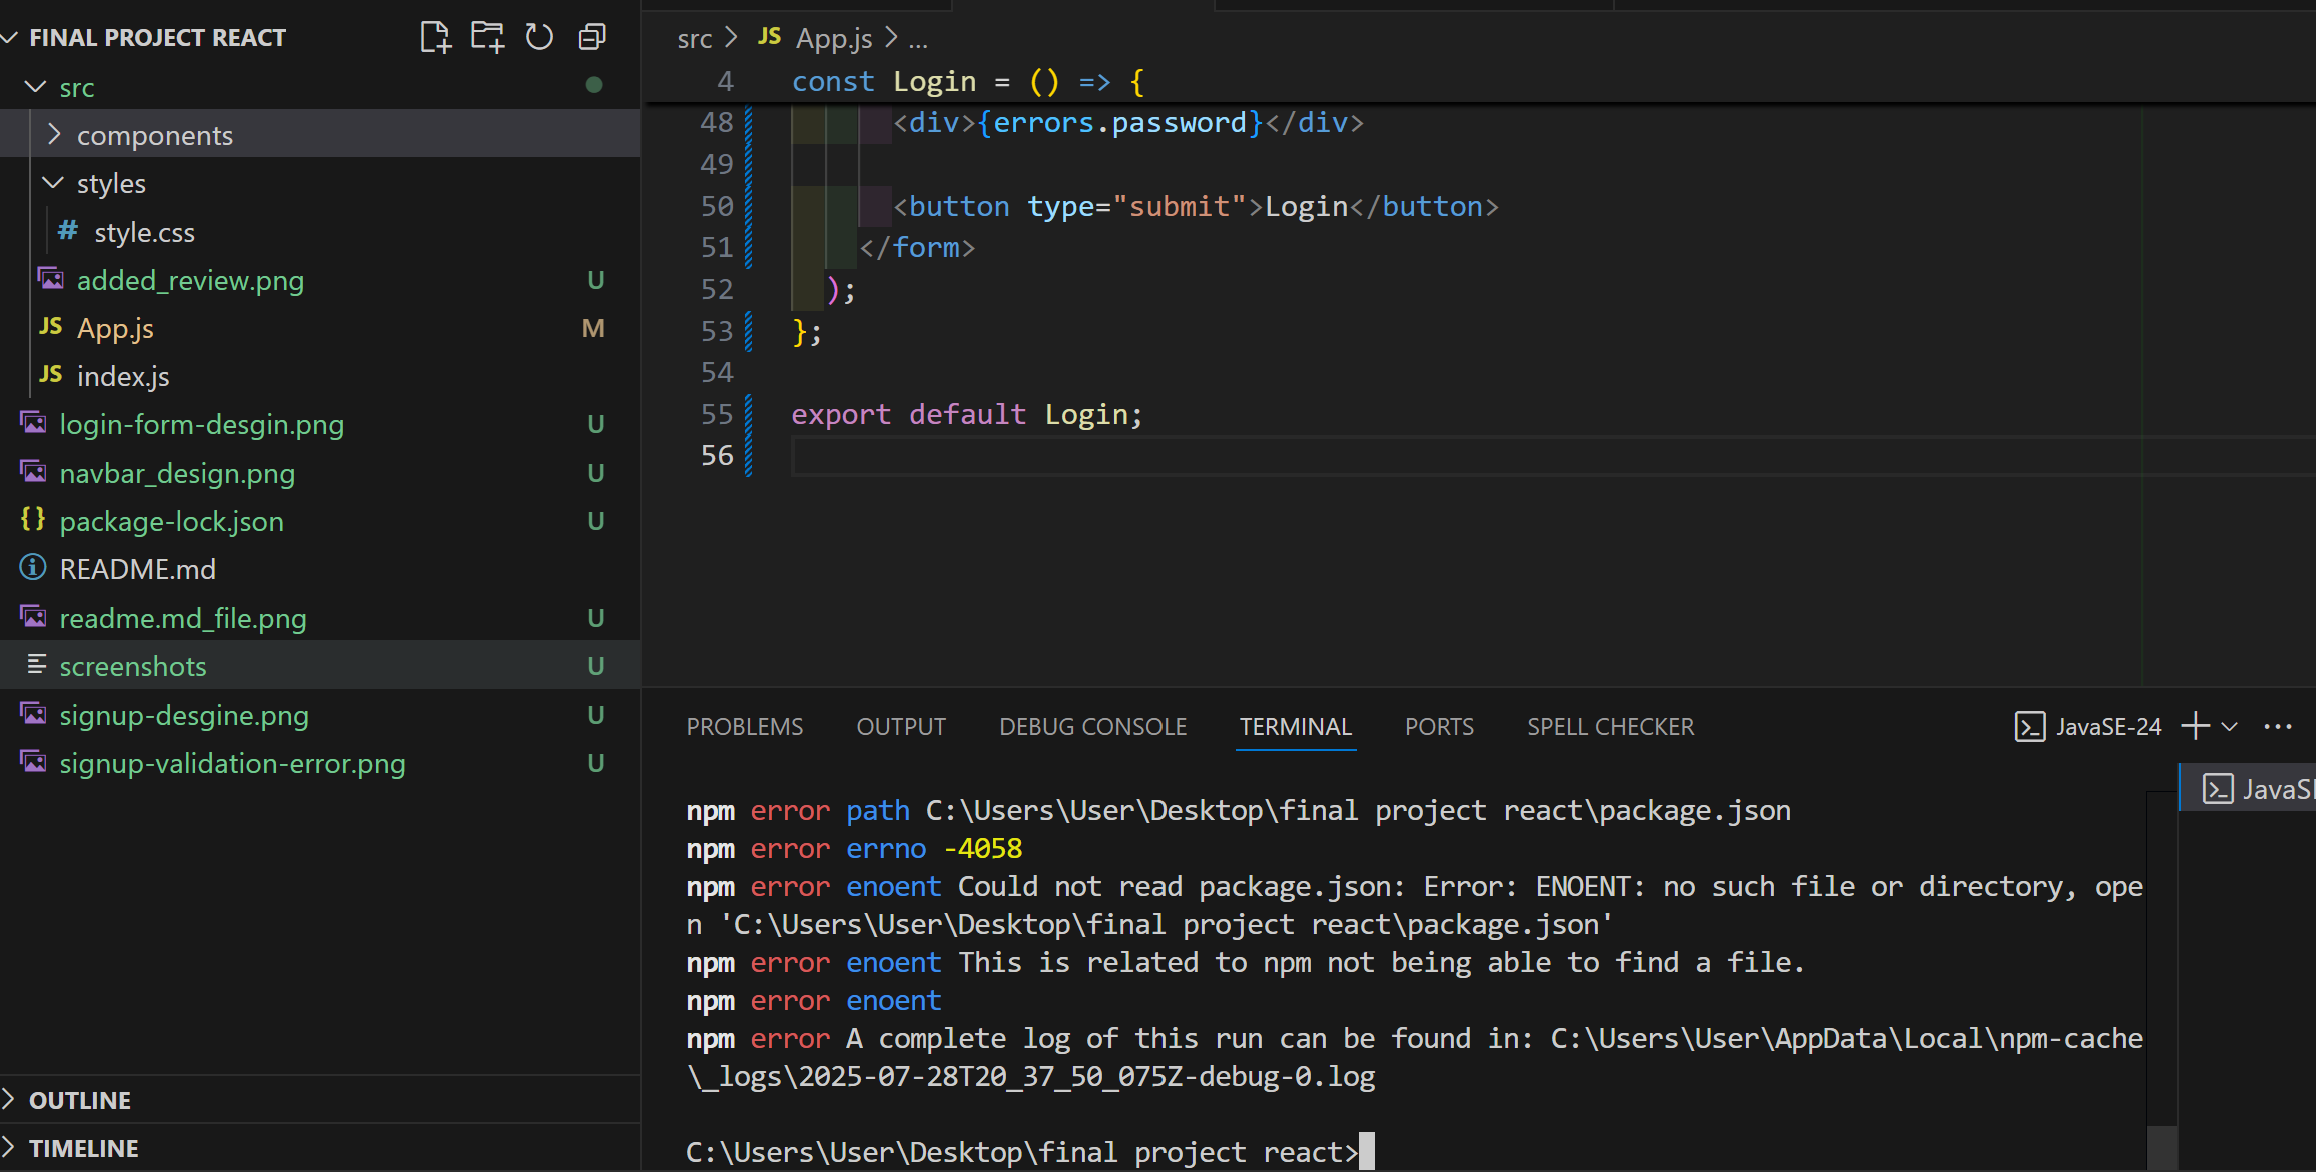 FINAL PROJECT REACT
src
components
styles
# style.css
added_review.png U
JS App.js M
JS index.js
login-form-desgin.png U
navbar_design.png U
{} package-lock.json U
README.md
readme.md_file.png U
screenshots U
signup-desgine.png U
signup-validation-error.png U
OUTLINE
TIMELINE
src > JS App.js > ...
4 const Login = () => {
48 <div>{errors.password}</div>
49
50 <button type="submit">Login</button>
51 </form>
52 );
53 };
54
55 export default Login;
56
PROBLEMS OUTPUT DEBUG CONSOLE TERMINAL PORTS SPELL CHECKER JavaSE-24
npm error path C:\Users\User\Desktop\final project react\package.json
npm error errno -4058
npm error enoent Could not read package.json: Error: ENOENT: no such file or directory, ope
n 'C:\Users\User\Desktop\final project react\package.json'
npm error enoent This is related to npm not being able to find a file.
npm error enoent
npm error A complete log of this run can be found in: C:\Users\User\AppData\Local\npm-cache
\_logs\2025-07-28T20_37_50_075Z-debug-0.log
C:\Users\User\Desktop\final project react>